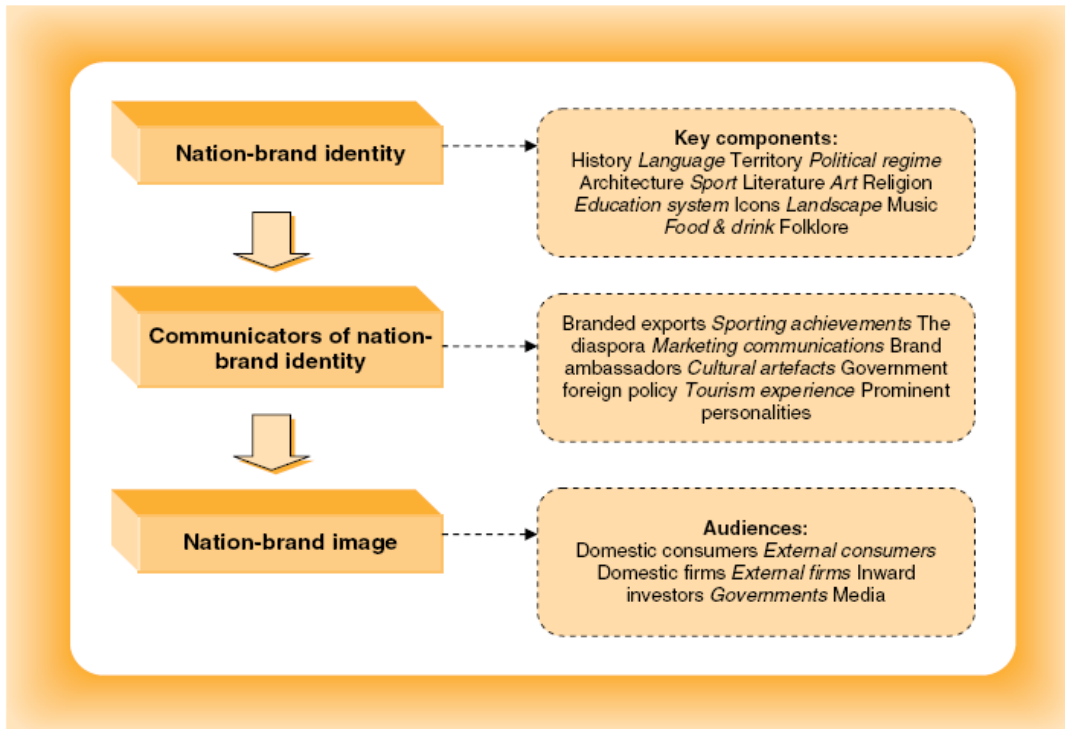 Nation-brand identity
Key components:
History Language Territory Political regime
Architecture Sport Literature Art Religion
Education system Icons Landscape Music
Food & drink Folklore
Communicators of nation-
brand identity
Branded exports Sporting achievements The
diaspora Marketing communications Brand
ambassadors Cultural artefacts Government
foreign policy Tourism experience Prominent
personalities
Nation-brand image
Audiences:
Domestic consumers External consumers
Domestic firms External firms Inward
investors Governments Media